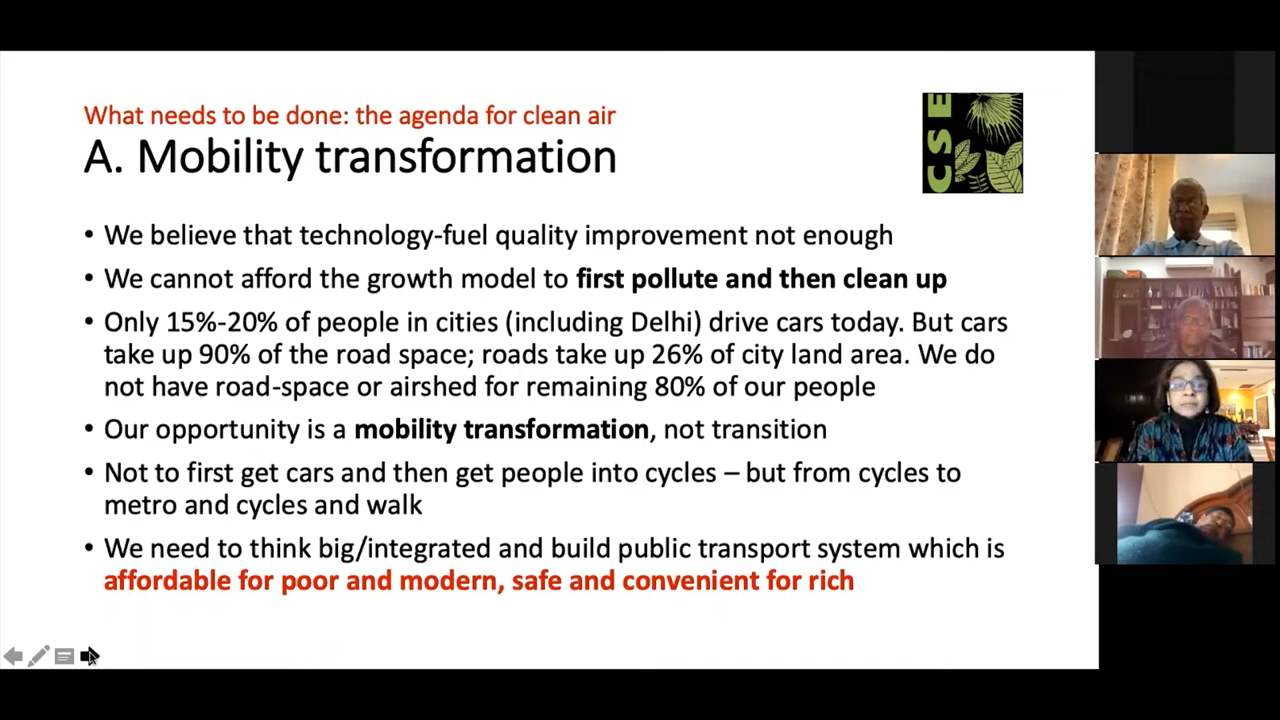 What needs to be done: the agenda for clean air
A. Mobility transformation
CSE
• We believe that technology-fuel quality improvement not enough
• We cannot afford the growth model to first pollute and then clean up
• Only 15%-20% of people in cities (including Delhi) drive cars today. But cars
take up 90% of the road space; roads take up 26% of city land area. We do
not have road-space or airshed for remaining 80% of our people
• Our opportunity is a mobility transformation, not transition
• Not to first get cars and then get people into cycles – but from cycles to
metro and cycles and walk
• We need to think big/integrated and build public transport system which is
affordable for poor and modern, safe and convenient for rich